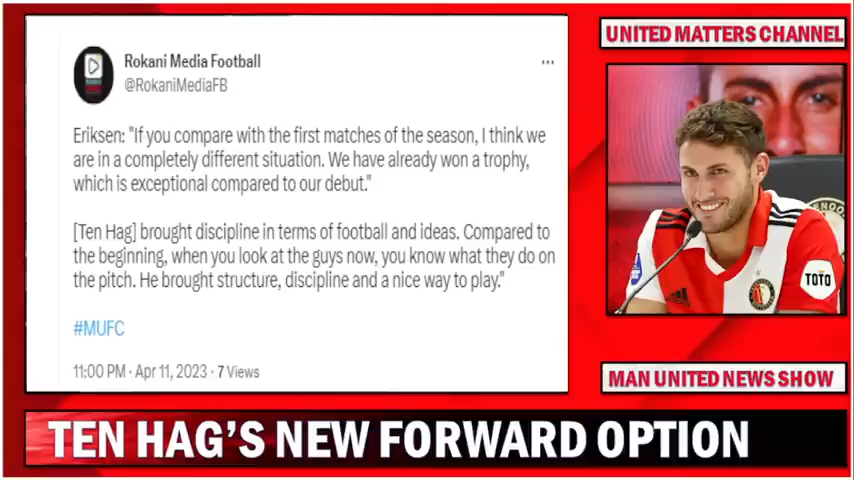 Rokani Media Football
@RokaniMediaFB
Eriksen: "If you compare with the first matches of the season, I think we
are in a completely different situation. We have already won a trophy,
which is exceptional compared to our debut."
[Ten Hag] brought discipline in terms of football and ideas. Compared to
the beginning, when you look at the guys now, you know what they do on
the pitch. He brought structure, discipline and a nice way to play."
#MUFC
11:00 PM · Apr 11, 2023 · 7 Views
UNITED MATTERS CHANNEL
TOTO
MAN UNITED NEWS SHOW
TEN HAG'S NEW FORWARD OPTION